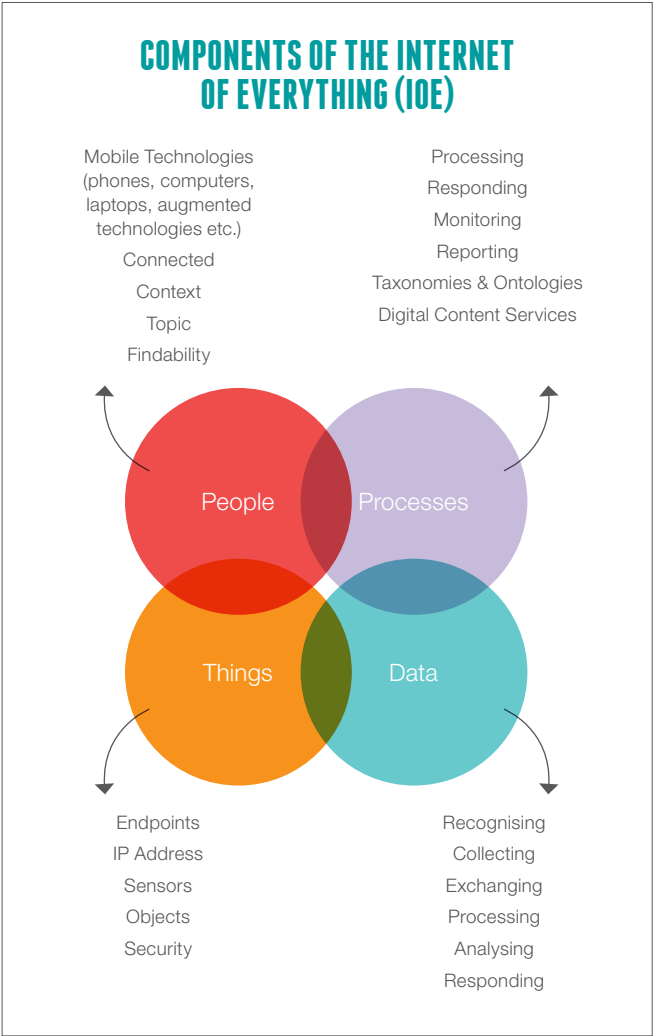 COMPONENTS OF THE INTERNET
OF EVERYTHING (IOE)
Mobile Technologies
(phones, computers,
laptops, augmented
technologies etc.)
Connected
Context
Topic
Findability
Processing
Responding
Monitoring
Reporting
Taxonomies & Ontologies
Digital Content Services
People
Processes
Things
Data
Endpoints
IP Address
Sensors
Objects
Security
Recognising
Collecting
Exchanging
Processing
Analysing
Responding